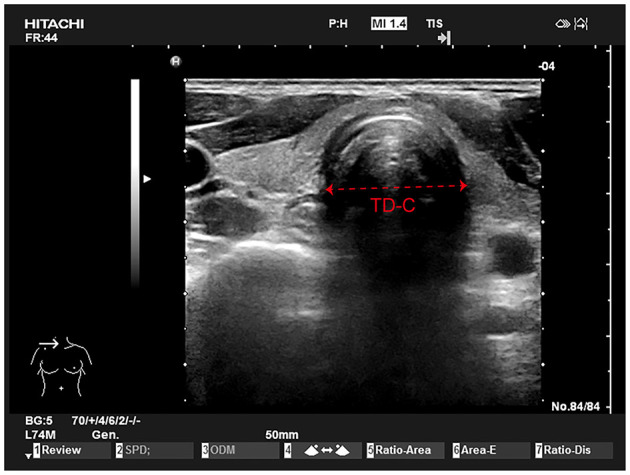 HITACHI
FR:44
P:H MI 1.4 TIS
-04
TD-C
No.84/84
BG:5 70/+/4/6/2/-/-
L74M Gen. 50mm
1 Review 2 SPD; 3 ODM 4 5 Ratio-Area 6 Area-E 7 Ratio-Dis